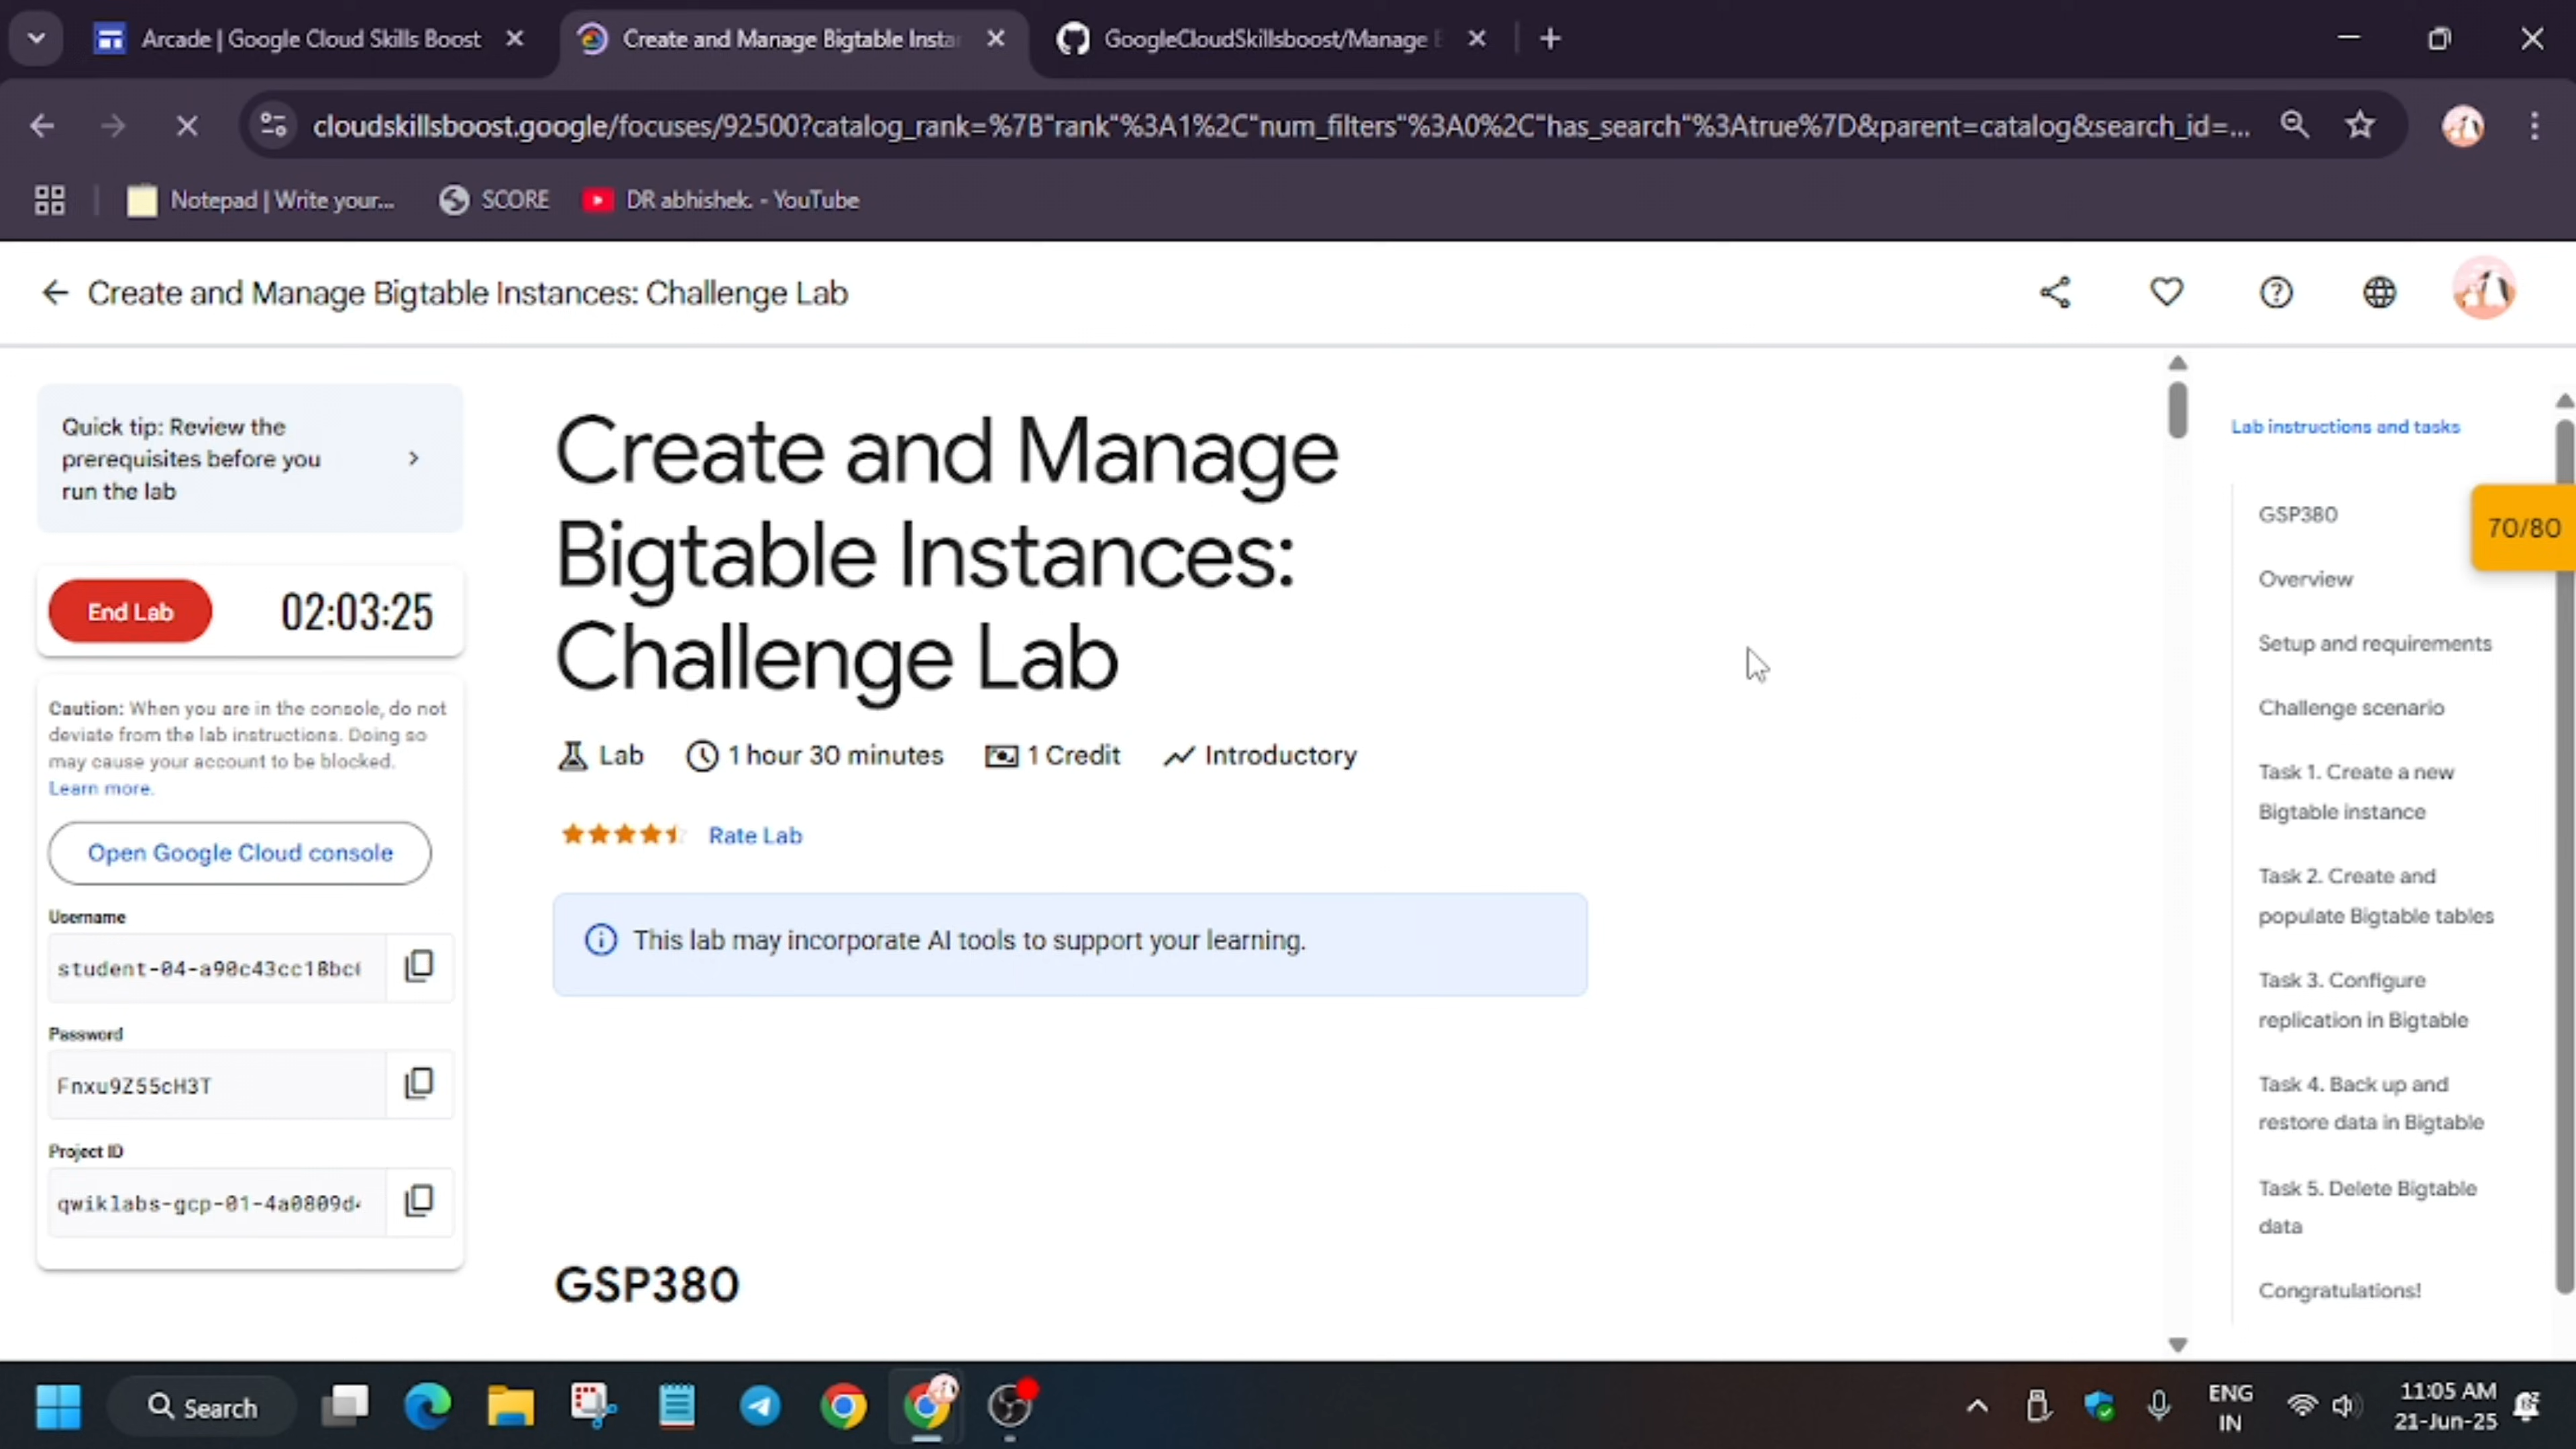 Arcade | Google Cloud Skills Boost
Create and Manage Bigtable Insta
GoogleCloudSkillsboost/Manage
cloudskillsboost.google/focuses/92500?catalog_rank=%7B"rank"%3A1%2C"num_filters"%3A0%2C"has_search"%3Atrue%7D&parent=catalog&search_id=...
Notepad | Write your...
SCORE
DR abhishek. - YouTube
Create and Manage Bigtable Instances: Challenge Lab
Quick tip: Review the
prerequisites before you
run the lab
End Lab
02:03:25
Caution: When you are in the console, do not
deviate from the lab instructions. Doing so
may cause your account to be blocked.
Learn more.
Open Google Cloud console
Username
student-04-a90c43cc18bc
Password
Fnxu9Z55cH3T
Project ID
qwiklabs-gcp-01-4a0809d
Create and Manage
Bigtable Instances:
Challenge Lab
Lab
1 hour 30 minutes
1 Credit
Introductory
Rate Lab
This lab may incorporate AI tools to support your learning.
GSP380
Lab instructions and tasks
GSP380
70/80
Overview
Setup and requirements
Challenge scenario
Task 1. Create a new
Bigtable instance
Task 2. Create and
populate Bigtable tables
Task 3. Configure
replication in Bigtable
Task 4. Back up and
restore data in Bigtable
Task 5. Delete Bigtable
data
Congratulations!
Search
ENG
IN
11:05 AM
21-Jun-25